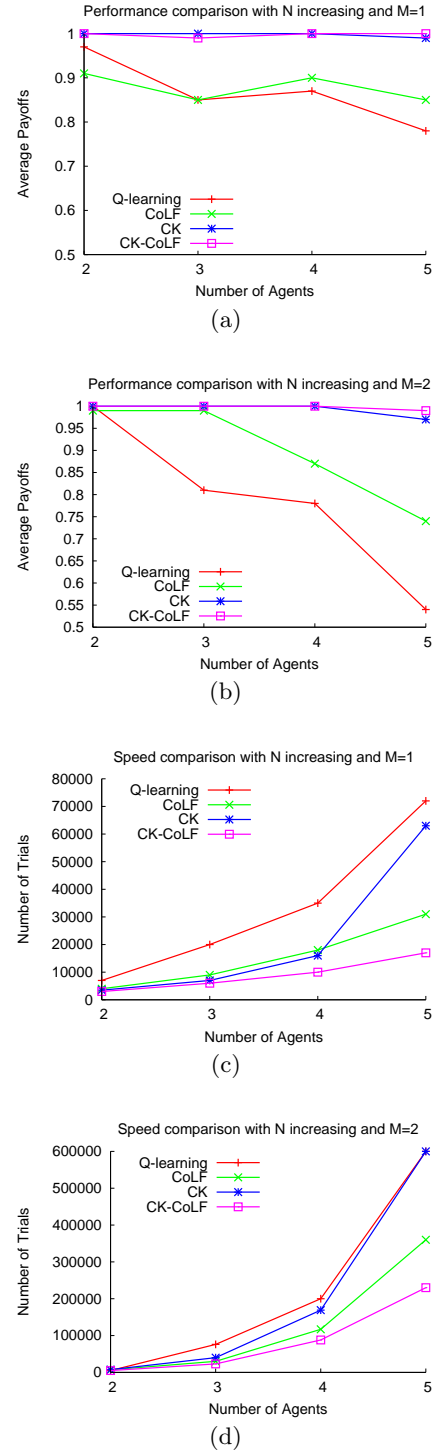 Performance comparison with N increasing and M=1
1
0.9
0.8
0.7
0.6
0.5
Average Payoffs
Q-learning
CoLF
CK
CK-CoLF
2 3 4 5
Number of Agents
(a)
Performance comparison with N increasing and M=2
1
0.95
0.9
0.85
0.8
0.75
0.7
0.65
0.6
0.55
0.5
Average Payoffs
Q-learning
CoLF
CK
CK-CoLF
2 3 4 5
Number of Agents
(b)
Speed comparison with N increasing and M=1
80000
70000
60000
50000
40000
30000
20000
10000
0
Number of Trials
Q-learning
CoLF
CK
CK-CoLF
2 3 4 5
Number of Agents
(c)
Speed comparison with N increasing and M=2
600000
500000
400000
300000
200000
100000
0
Number of Trials
Q-learning
CoLF
CK
CK-CoLF
2 3 4 5
Number of Agents
(d)